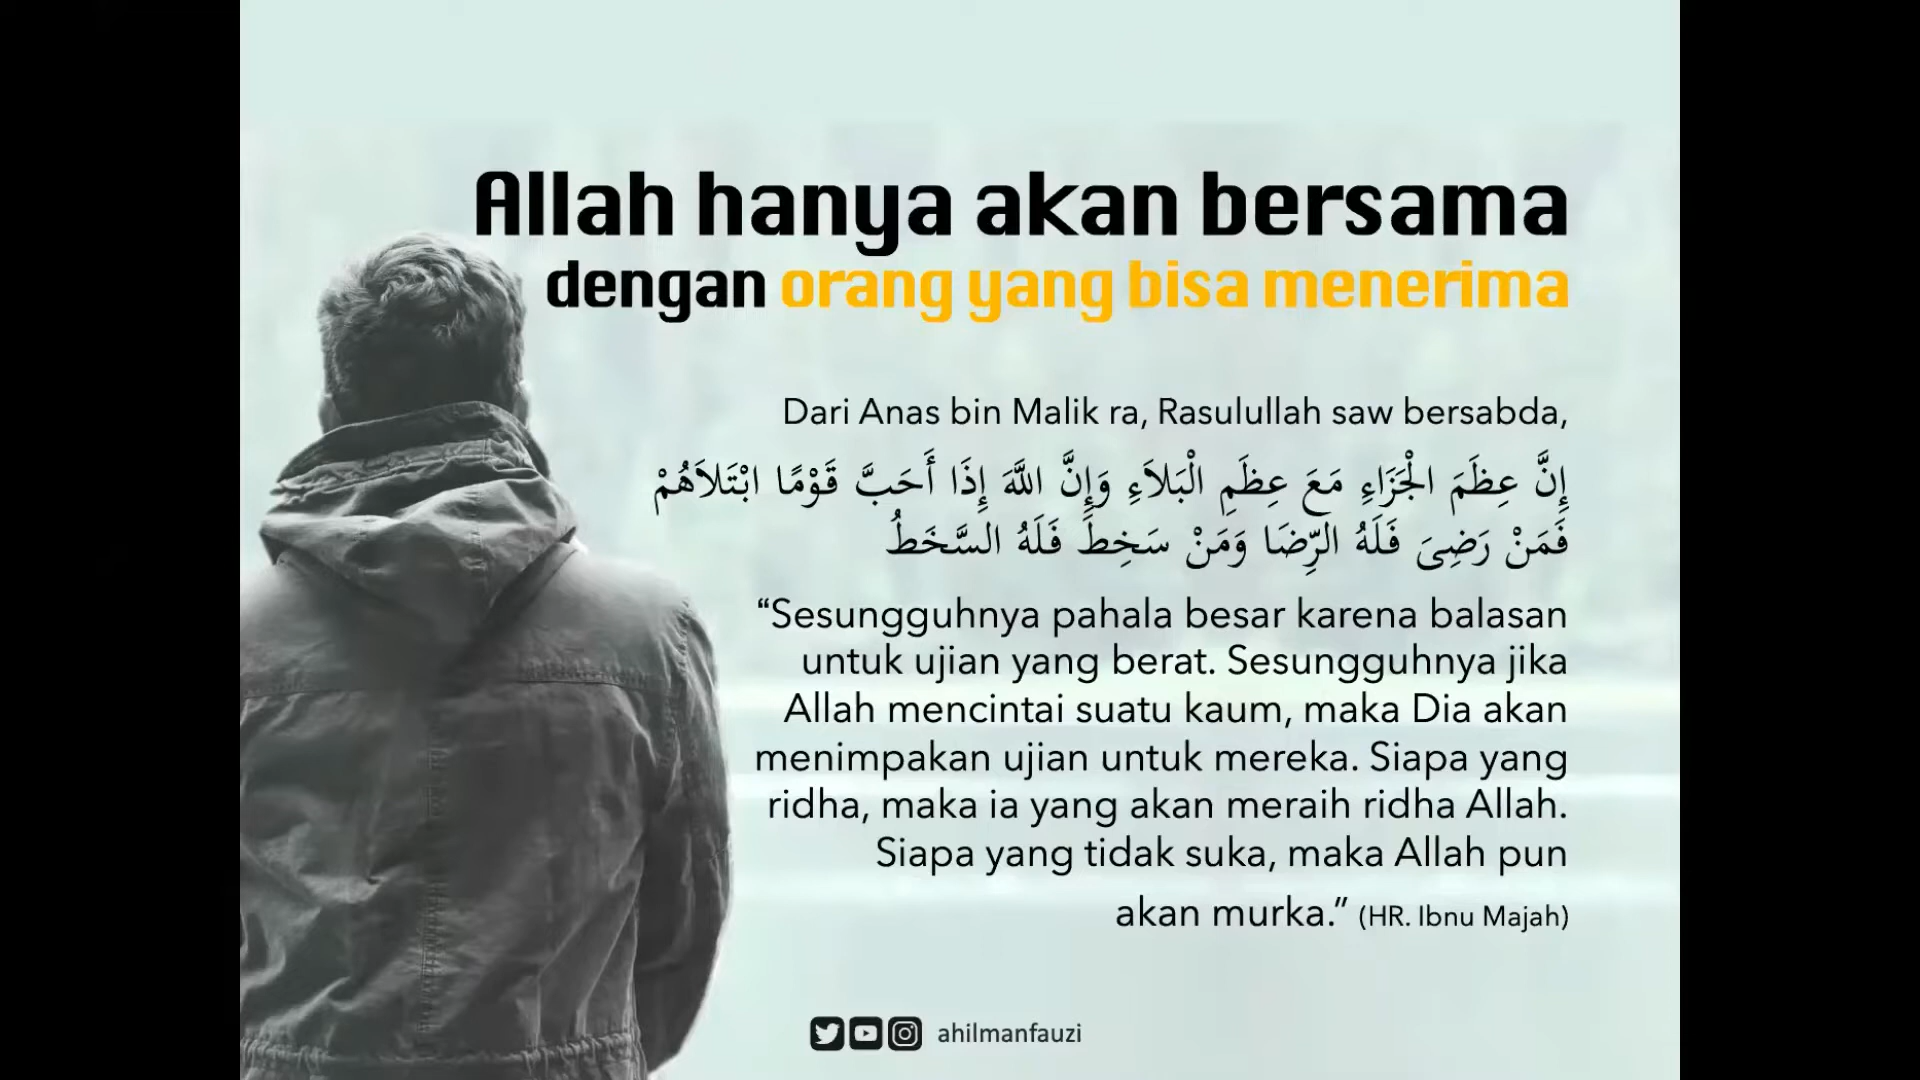 Allah hanya akan bersama
dengan orang yang bisa menerima
Dari Anas bin Malik ra, Rasulullah saw bersabda,
إِنَّ عِظَمَ الْجَزَاءِ مَعَ عِظَمِ الْبَلاَءِ وَإِنَّ اللَّهَ إِذَا أَحَبَّ قَوْمًا ابْتَلاَهُمْ
فَمَنْ رَضِىَ فَلَهُ الرِّضَا وَمَنْ سَخِطَ فَلَهُ السَّخَطُ
“Sesungguhnya pahala besar karena balasan
untuk ujian yang berat. Sesungguhnya jika
Allah mencintai suatu kaum, maka Dia akan
menimpakan ujian untuk mereka. Siapa yang
ridha, maka ia yang akan meraih ridha Allah.
Siapa yang tidak suka, maka Allah pun
akan murka.” (HR. Ibnu Majah)
ahilmanfauzi